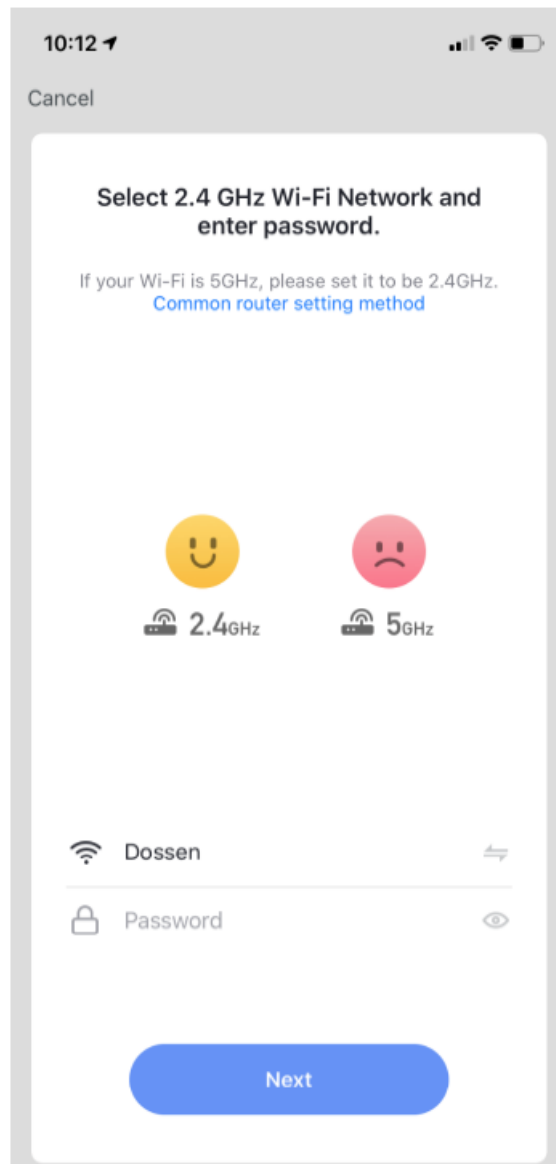 10:12
Cancel
Select 2.4 GHz Wi-Fi Network and
enter password.
If your Wi-Fi is 5GHz, please set it to be 2.4GHz.
Common router setting method
2.4GHz 5GHz
Dossen
Password
Next